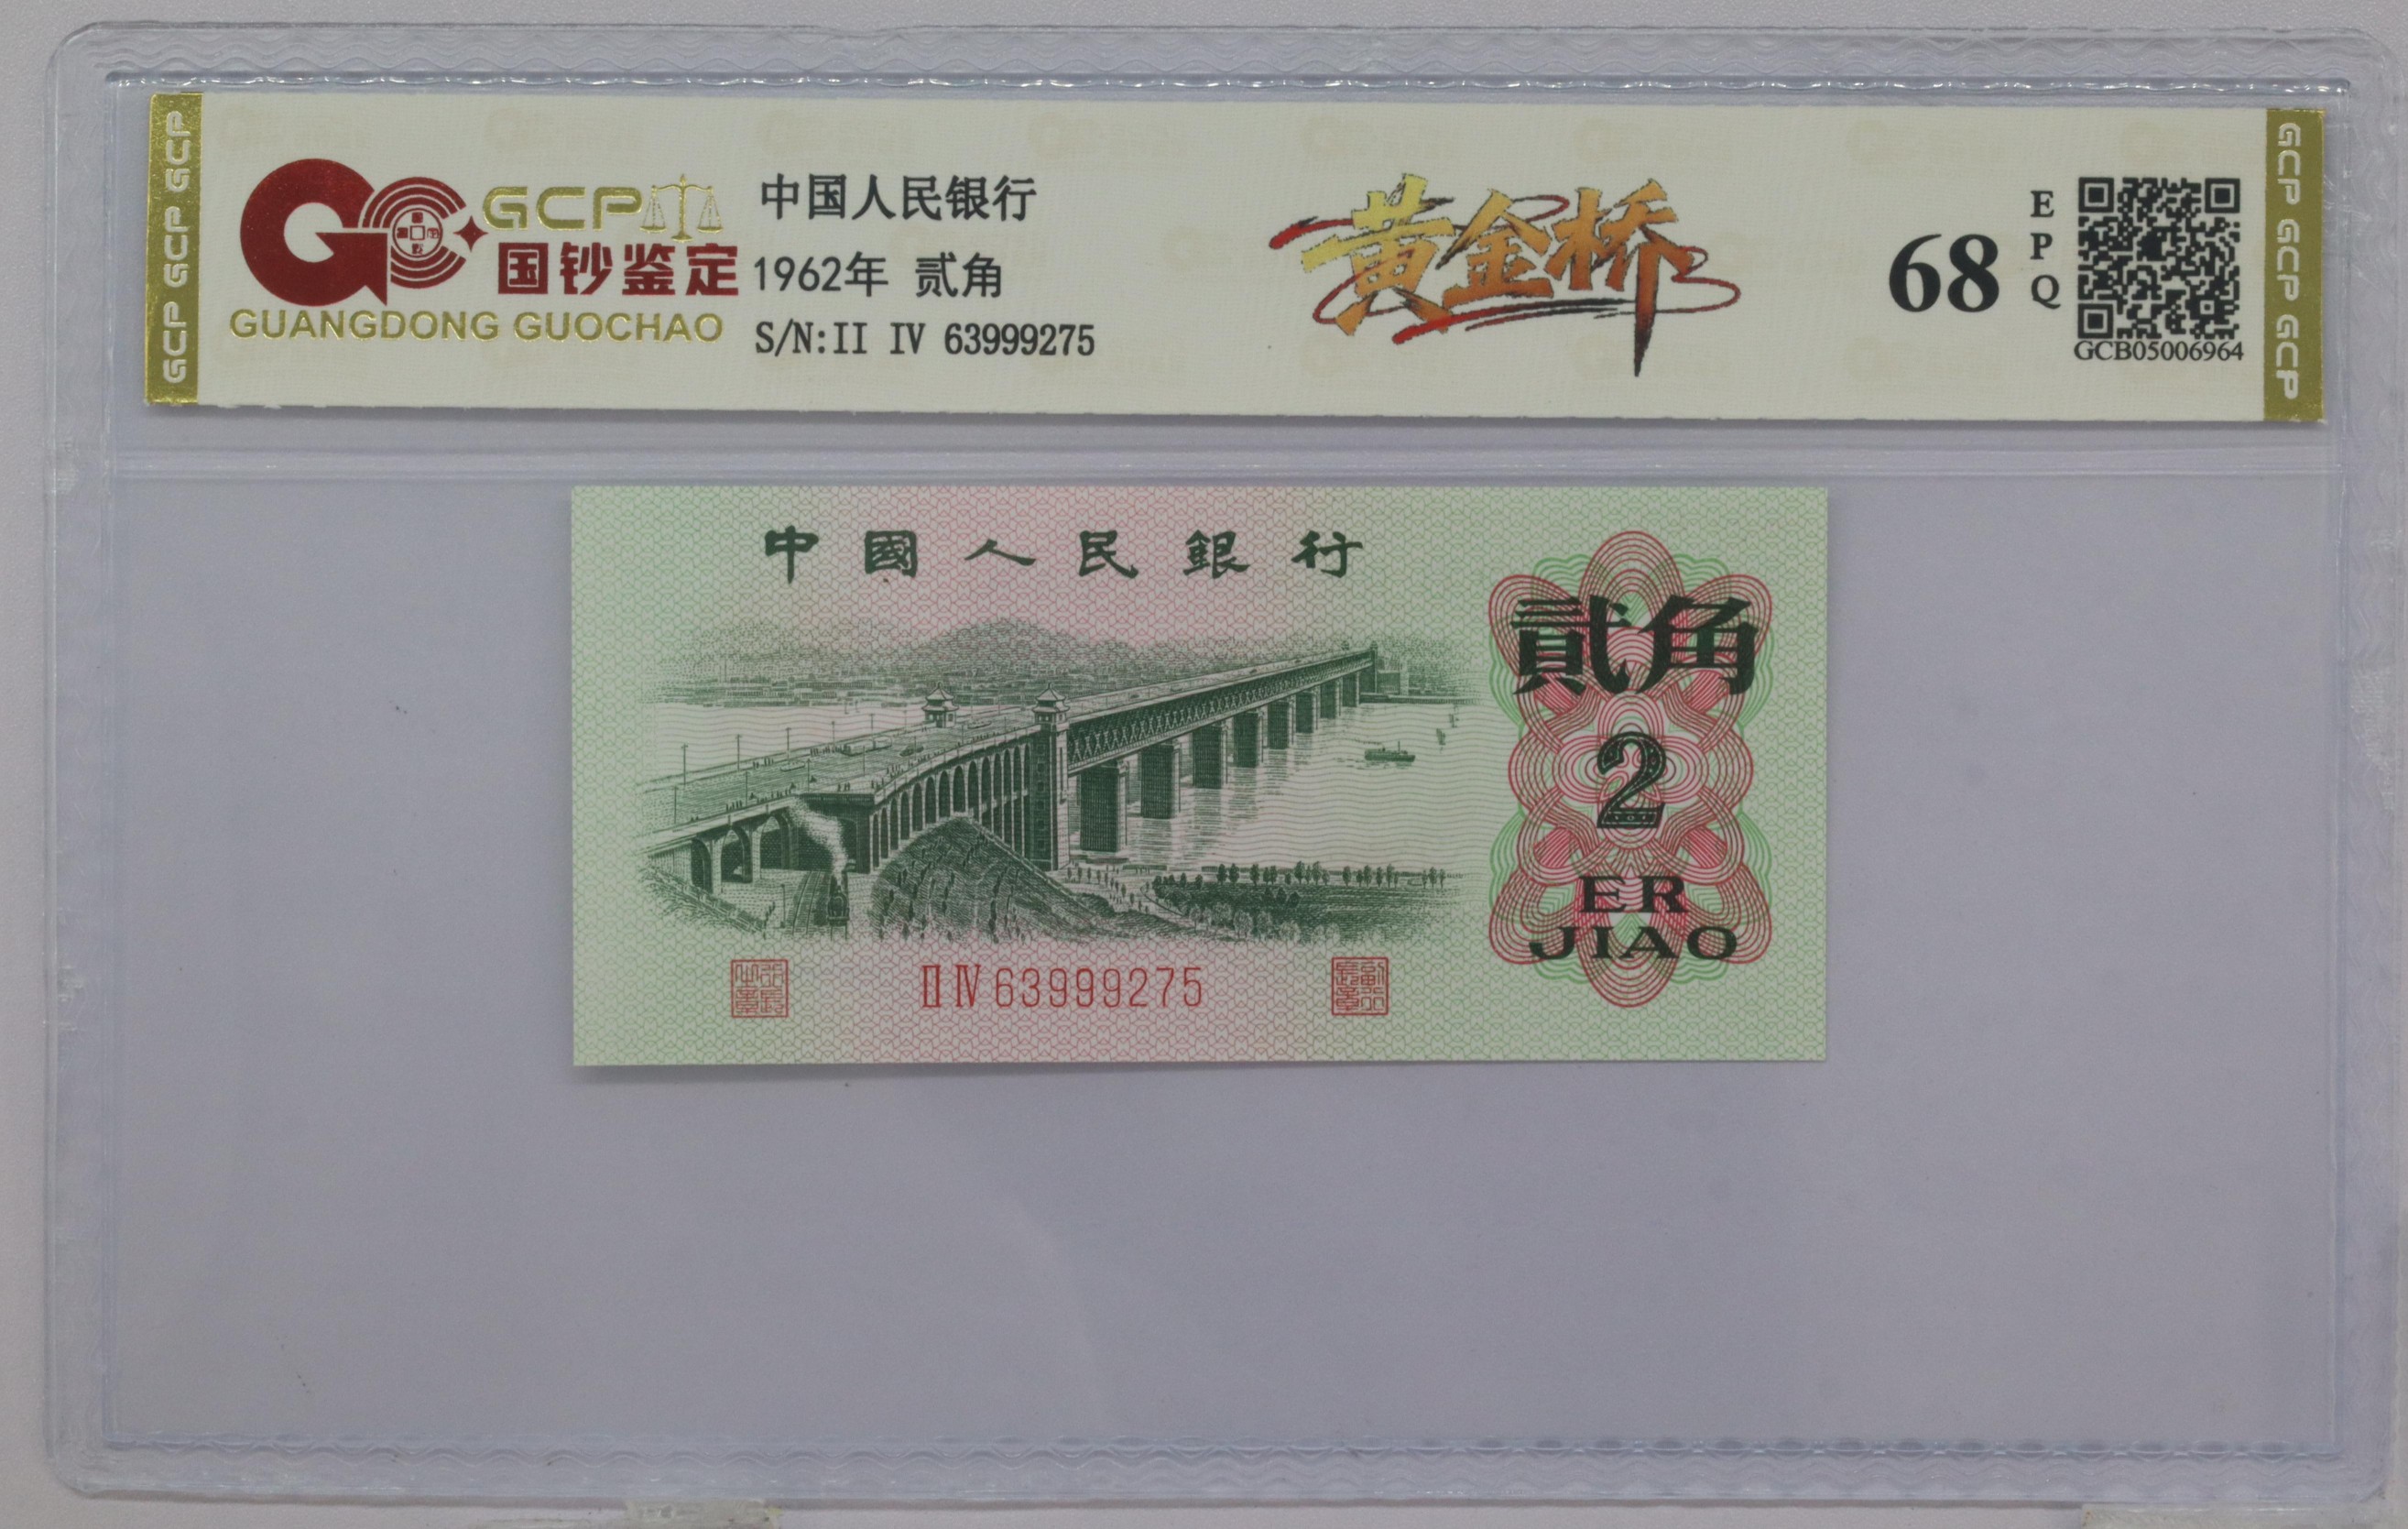 GCP GCP GCP
GCP
国钞鉴定
GUANGDONG GUOCHAO
中国人民银行
1962年 贰角
S/N:II IV 63999275
黄金桥
68
EPQ
GCB05006964
GCP GCP GCP
中國人民銀行
貳角
2
ER
JIAO
II IV 63999275